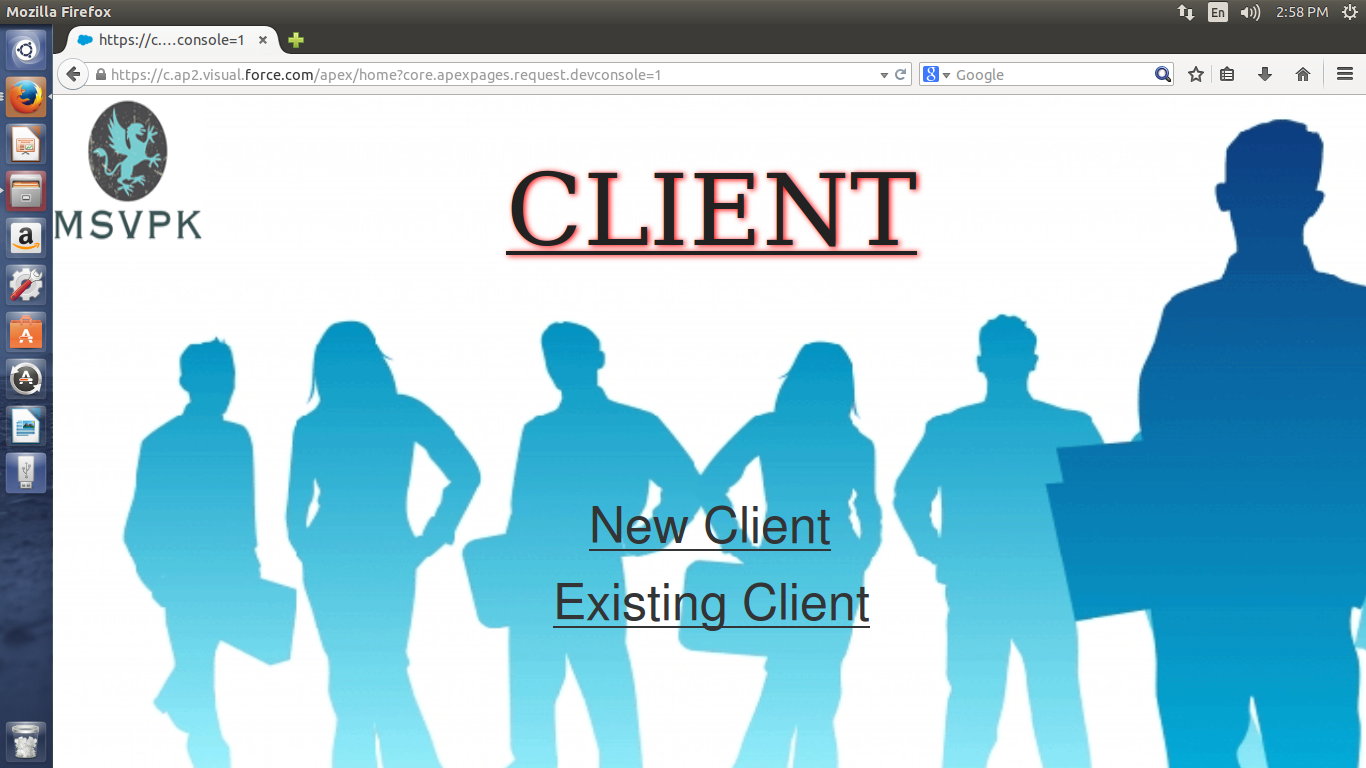 Mozilla Firefox
En
2:58 PM
https://c....console=1
https://c.ap2.visual.force.com/apex/home?core.apexpages.request.devconsole=1
Google
MSVPK
CLIENT
New Client
Existing Client